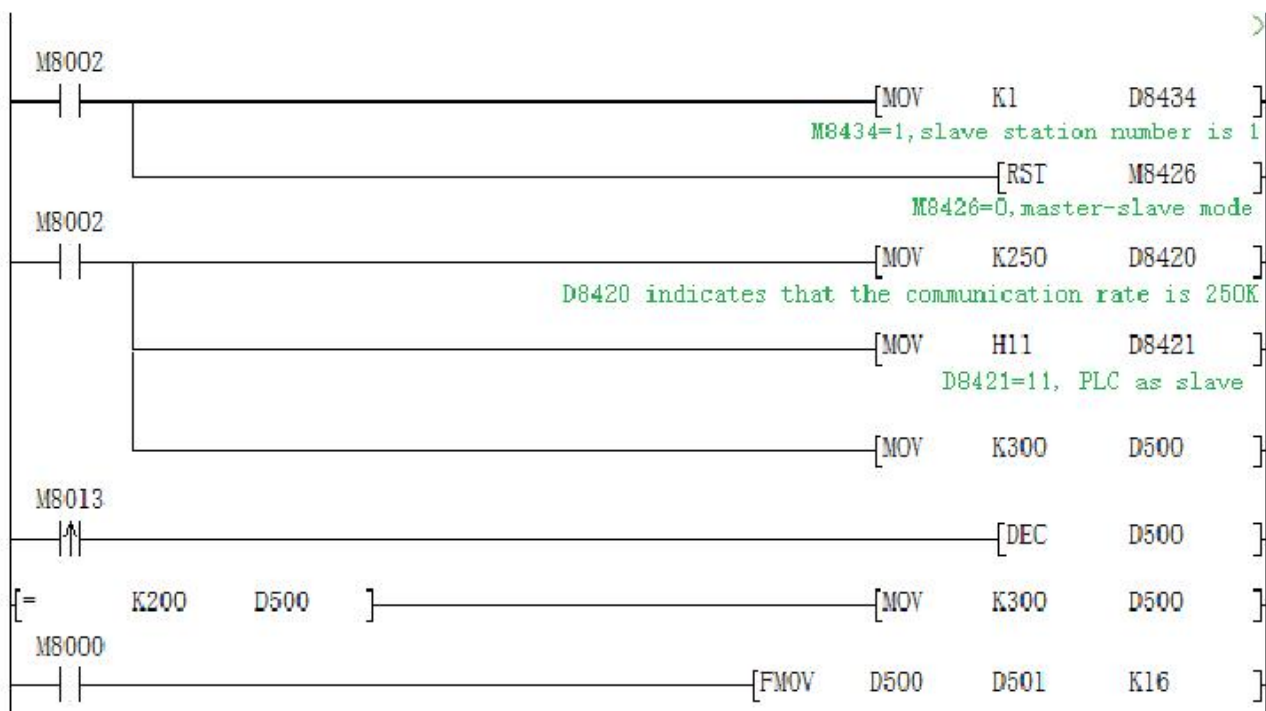 M8002
[MOV K1 D8434 ]
M8434=1,slave station number is 1
[RST M8426 ]
M8426=0,master-slave mode
M8002
[MOV K250 D8420 ]
D8420 indicates that the communication rate is 250K
[MOV H11 D8421 ]
D8421=11, PLC as slave
[MOV K300 D500 ]
M8013
[DEC D500 ]
[= K200 D500 ] [MOV K300 D500 ]
M8000
[FMOV D500 D501 K16 ]